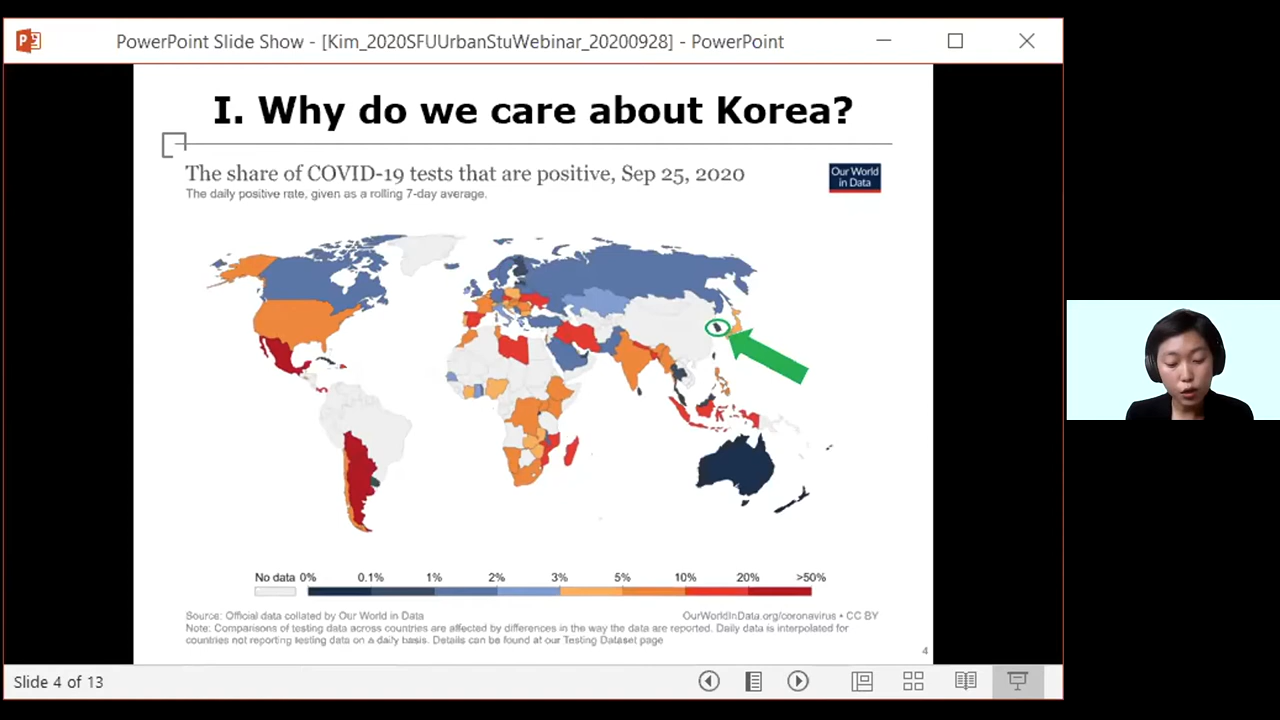 PowerPoint Slide Show - [Kim_2020SFUUrbanStuWebinar_20200928] - PowerPoint
I. Why do we care about Korea?
The share of COVID-19 tests that are positive, Sep 25, 2020
The daily positive rate, given as a rolling 7-day average.
Our World
in Data
No data 0% 0.1% 1% 2% 3% 5% 10% 20% >50%
Source: Official data collated by Our World in Data
OurWorldInData.org/coronavirus • CC BY
Note: Comparisons of testing data across countries are affected by differences in the way the data are reported. Daily data is interpolated for
countries not reporting testing data on a daily basis. Details can be found at our Testing Dataset page
4
Slide 4 of 13